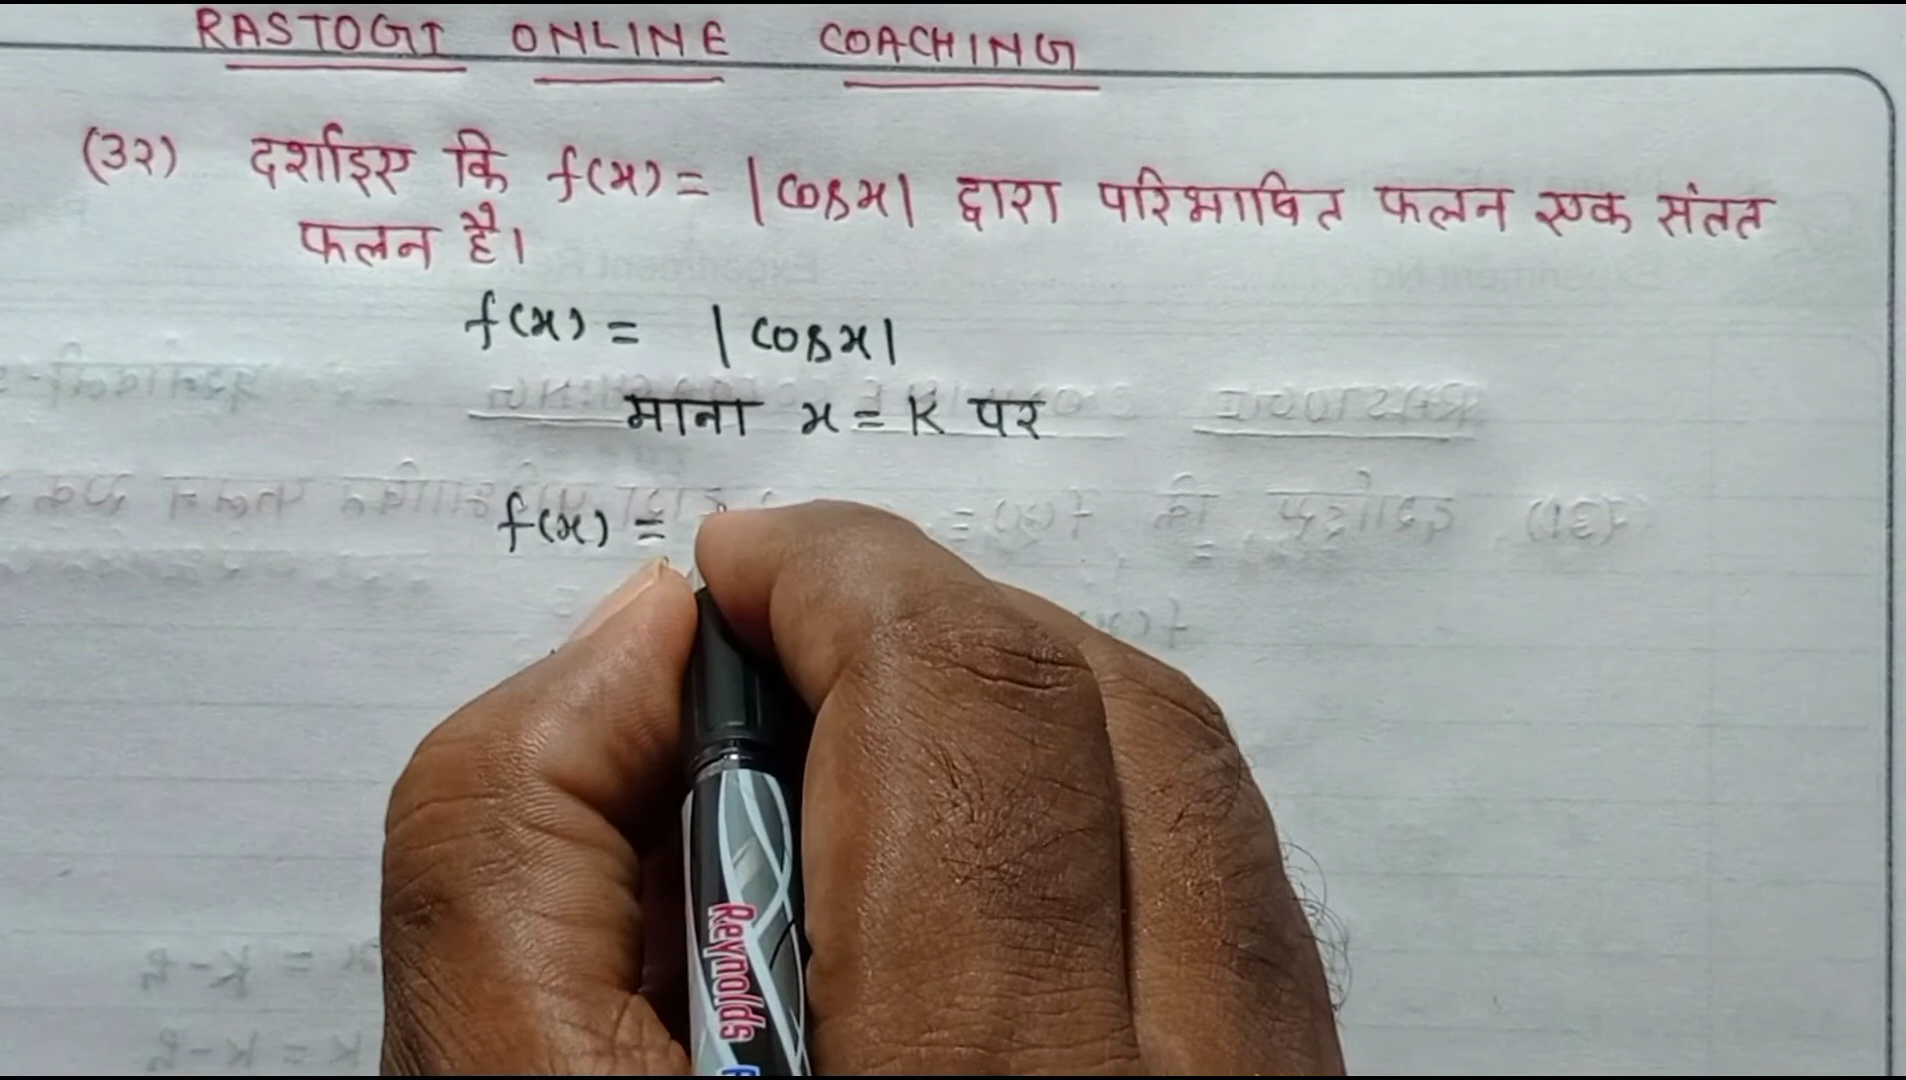 RASTOGI ONLINE COACHING
(32) दर्शाइए कि f(x) = |cosx| द्वारा परिभाषित फलन एक संतत
फलन है।
f(x) = |cosx|
माना x = K पर
f(x) =
Reynolds